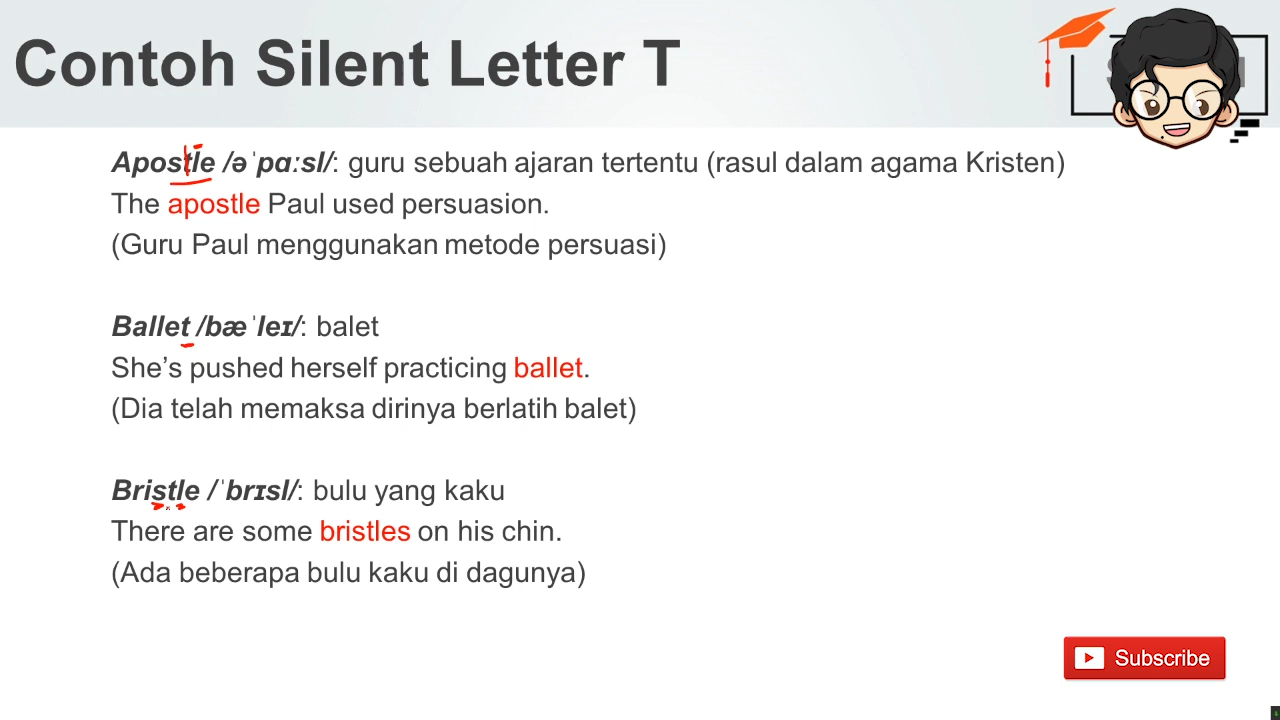 Contoh Silent Letter T
Apostle /əˈpɑːsl/: guru sebuah ajaran tertentu (rasul dalam agama Kristen)
The apostle Paul used persuasion.
(Guru Paul menggunakan metode persuasi)
Ballet /bæˈleɪ/: balet
She’s pushed herself practicing ballet.
(Dia telah memaksa dirinya berlatih balet)
Bristle /ˈbrɪsl/: bulu yang kaku
There are some bristles on his chin.
(Ada beberapa bulu kaku di dagunya)
Subscribe